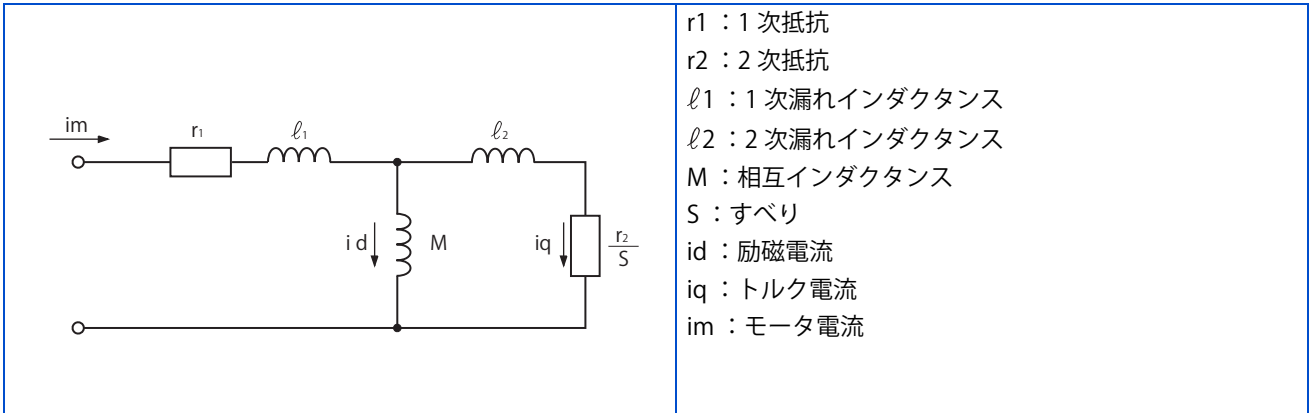 im
r1
ℓ1
ℓ2
id
M
iq
r2
S
r1 ：1 次抵抗
r2 ：2 次抵抗
ℓ1 ：1 次漏れインダクタンス
ℓ2 ：2 次漏れインダクタンス
M ：相互インダクタンス
S ：すべり
id ：励磁電流
iq ：トルク電流
im ：モータ電流